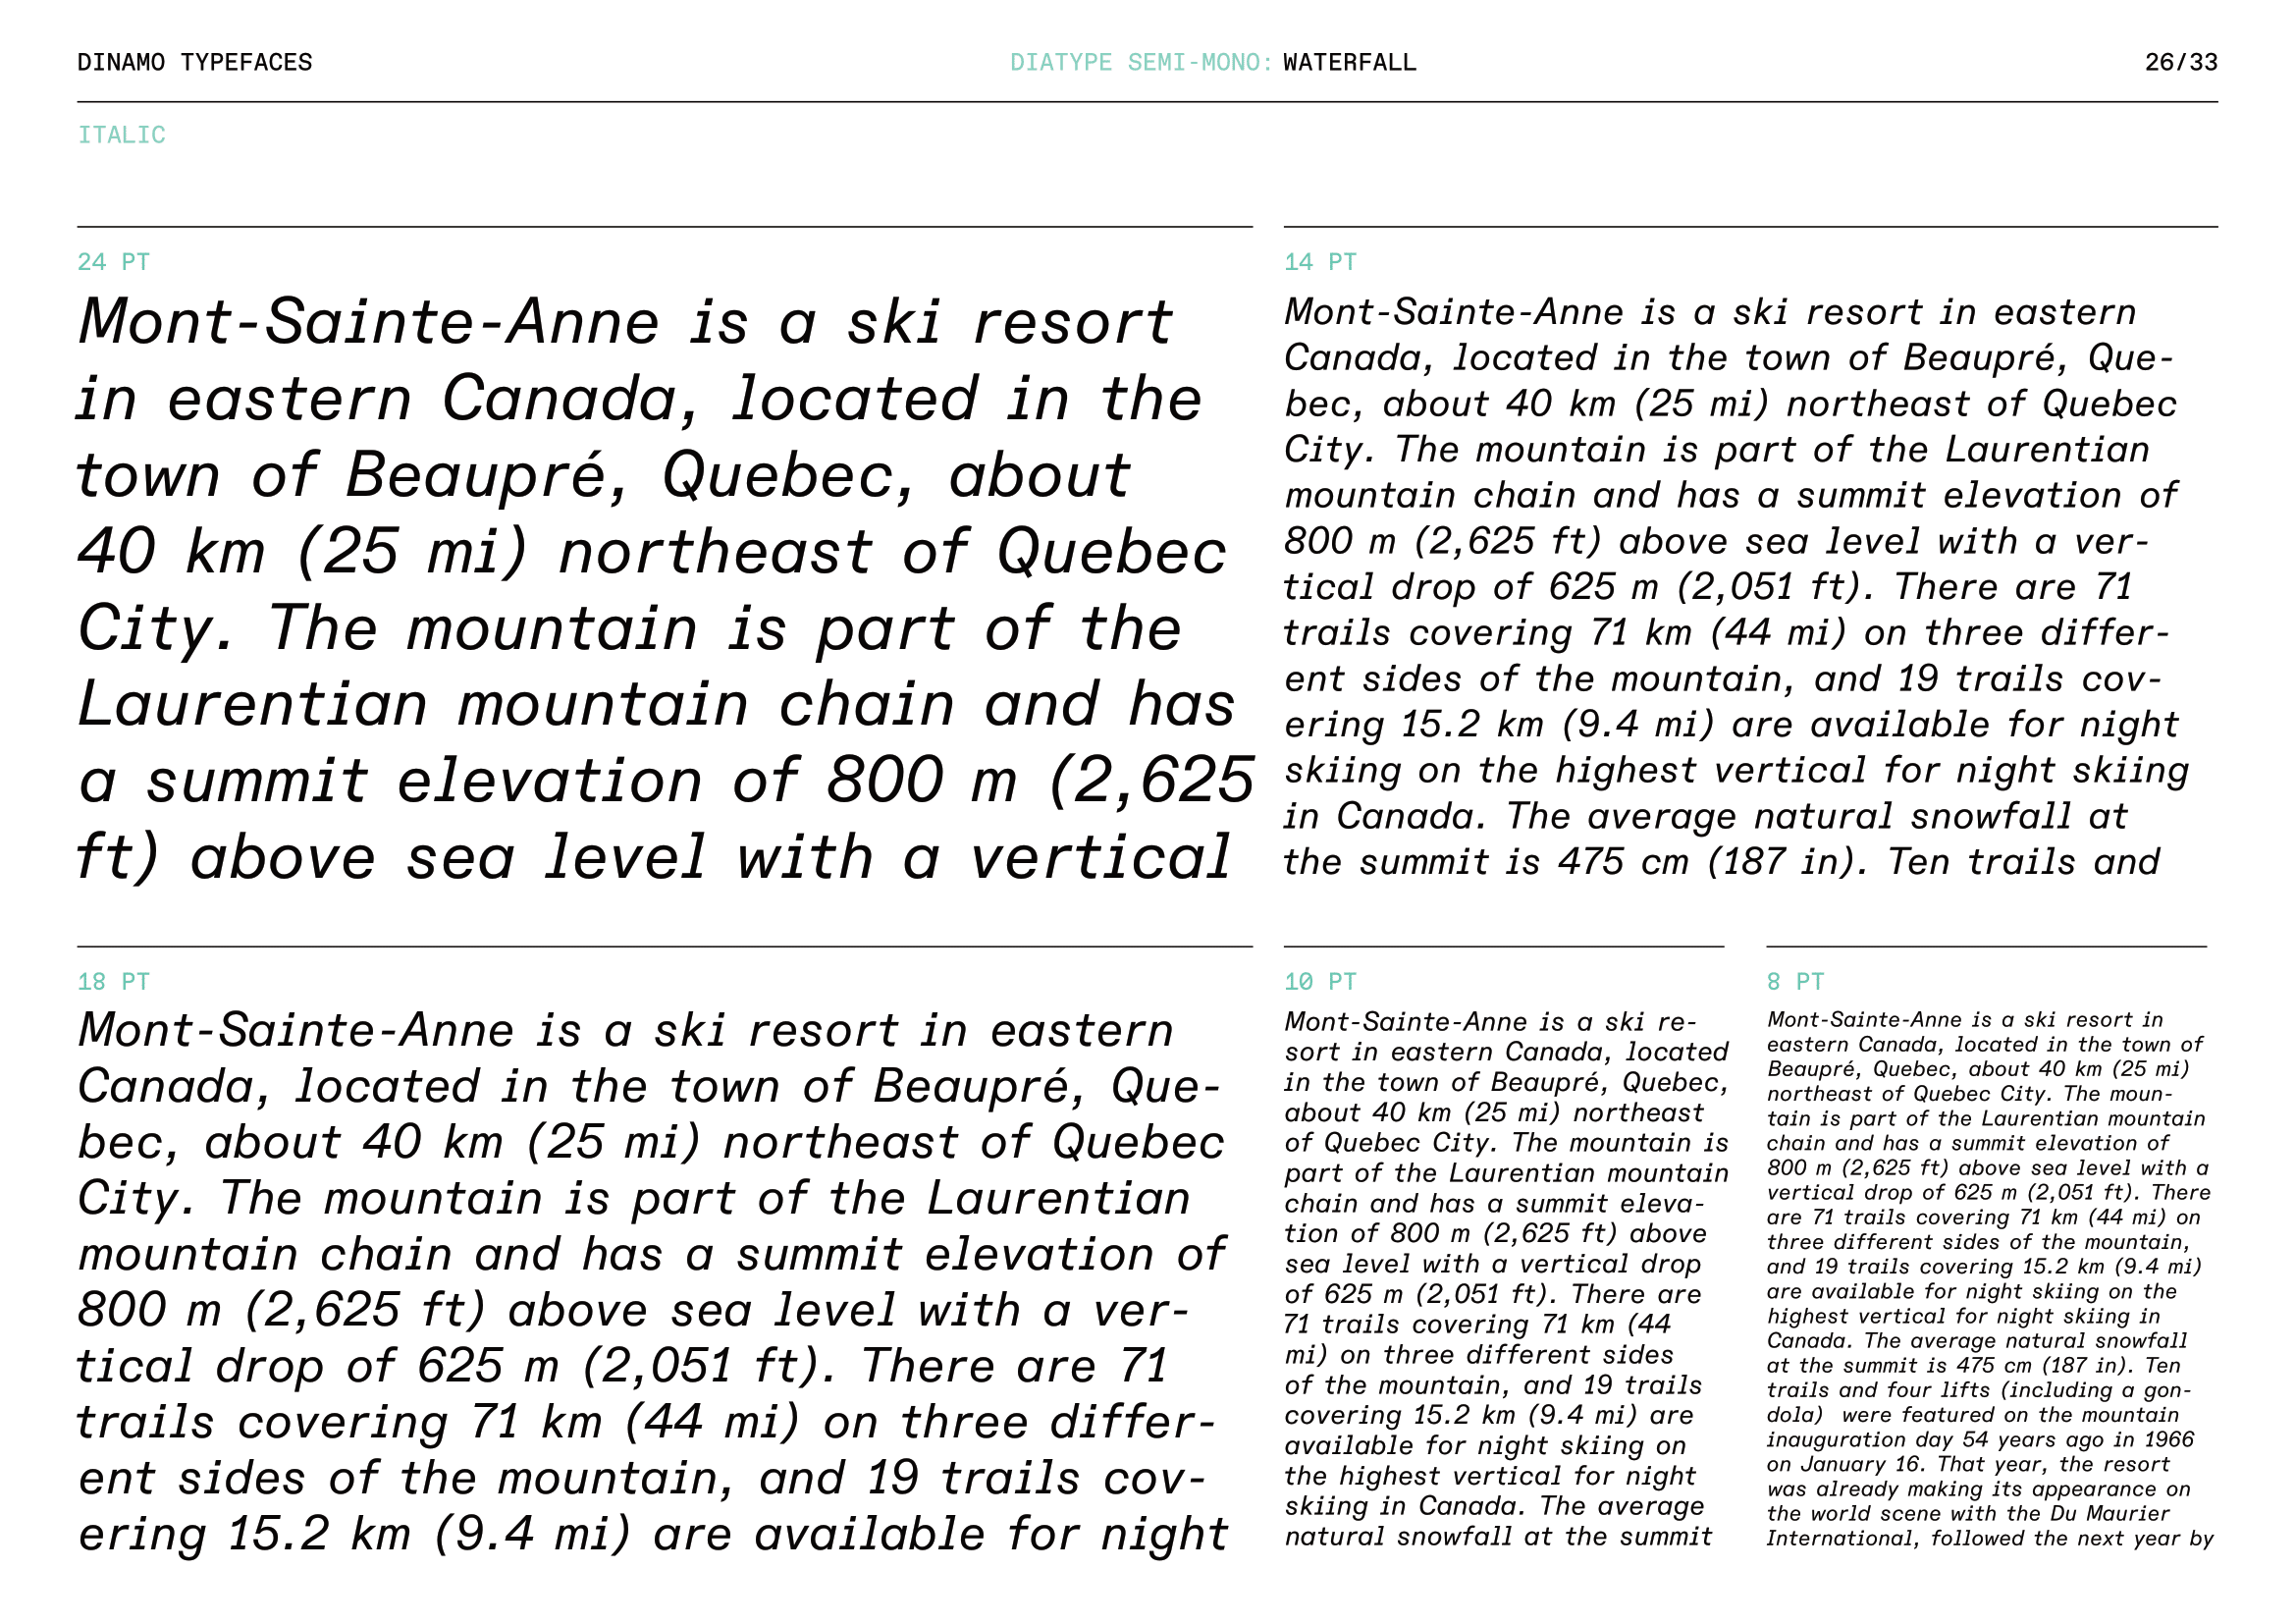 DINAMO TYPEFACES
DIATYPE SEMI-MONO: WATERFALL
26/33
ITALIC
24 PT
Mont-Sainte-Anne is a ski resort
in eastern Canada, located in the
town of Beaupré, Quebec, about
40 km (25 mi) northeast of Quebec
City. The mountain is part of the
Laurentian mountain chain and has
a summit elevation of 800 m (2,625
ft) above sea level with a vertical
14 PT
Mont-Sainte-Anne is a ski resort in eastern
Canada, located in the town of Beaupré, Que-
bec, about 40 km (25 mi) northeast of Quebec
City. The mountain is part of the Laurentian
mountain chain and has a summit elevation of
800 m (2,625 ft) above sea level with a ver-
tical drop of 625 m (2,051 ft). There are 71
trails covering 71 km (44 mi) on three differ-
ent sides of the mountain, and 19 trails cov-
ering 15.2 km (9.4 mi) are available for night
skiing on the highest vertical for night skiing
in Canada. The average natural snowfall at
the summit is 475 cm (187 in). Ten trails and
18 PT
Mont-Sainte-Anne is a ski resort in eastern
Canada, located in the town of Beaupré, Que-
bec, about 40 km (25 mi) northeast of Quebec
City. The mountain is part of the Laurentian
mountain chain and has a summit elevation of
800 m (2,625 ft) above sea level with a ver-
tical drop of 625 m (2,051 ft). There are 71
trails covering 71 km (44 mi) on three differ-
ent sides of the mountain, and 19 trails cov-
ering 15.2 km (9.4 mi) are available for night
10 PT
Mont-Sainte-Anne is a ski re-
sort in eastern Canada, located
in the town of Beaupré, Quebec,
about 40 km (25 mi) northeast
of Quebec City. The mountain is
part of the Laurentian mountain
chain and has a summit eleva-
tion of 800 m (2,625 ft) above
sea level with a vertical drop
of 625 m (2,051 ft). There are
71 trails covering 71 km (44
mi) on three different sides
of the mountain, and 19 trails
covering 15.2 km (9.4 mi) are
available for night skiing on
the highest vertical for night
skiing in Canada. The average
natural snowfall at the summit
8 PT
Mont-Sainte-Anne is a ski resort in
eastern Canada, located in the town of
Beaupré, Quebec, about 40 km (25 mi)
northeast of Quebec City. The moun-
tain is part of the Laurentian mountain
chain and has a summit elevation of
800 m (2,625 ft) above sea level with a
vertical drop of 625 m (2,051 ft). There
are 71 trails covering 71 km (44 mi) on
three different sides of the mountain,
and 19 trails covering 15.2 km (9.4 mi)
are available for night skiing on the
highest vertical for night skiing in
Canada. The average natural snowfall
at the summit is 475 cm (187 in). Ten
trails and four lifts (including a gon-
dola)  were featured on the mountain
inauguration day 54 years ago in 1966
on January 16. That year, the resort
was already making its appearance on
the world scene with the Du Maurier
International, followed the next year by